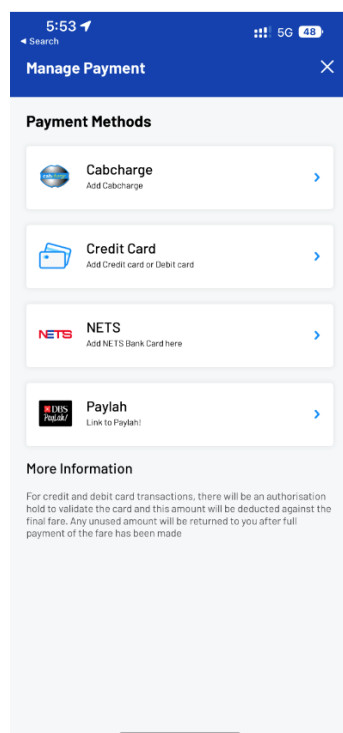 5:53
5G 48
◄ Search
Manage Payment
Payment Methods
Cabcharge
Add Cabcharge
Credit Card
Add Credit card or Debit card
NETS
NETS
Add NETS Bank Card here
DBS
PayLah!
Paylah
Link to Paylah!
More Information
For credit and debit card transactions, there will be an authorisation
hold to validate the card and this amount will be deducted against the
final fare. Any unused amount will be returned to you after full
payment of the fare has been made